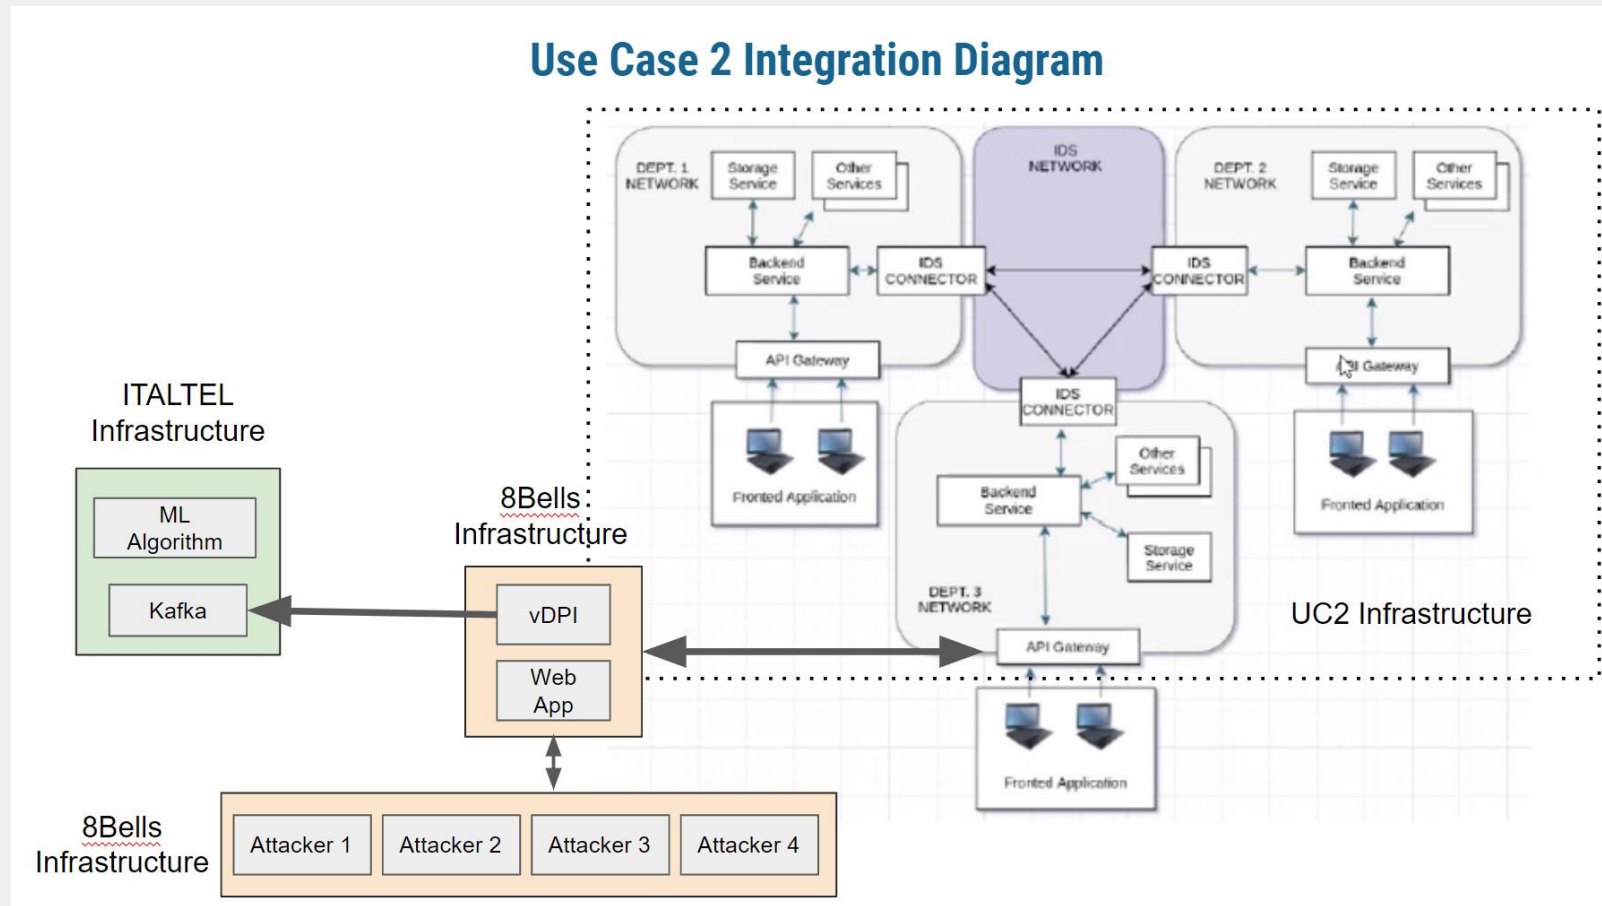 Use Case 2 Integration Diagram
DEPT. 1
NETWORK
Storage
Service
Other
Services
Backend
Service
IDS
CONNECTOR
API Gateway
Fronted Application
IDS
NETWORK
DEPT. 2
NETWORK
Storage
Service
Other
Services
IDS
CONNECTOR
Backend
Service
Gateway
Fronted Application
IDS
CONNECTOR
Other
Services
Backend
Service
Storage
Service
DEPT. 3
NETWORK
API Gateway
Fronted Application
UC2 Infrastructure
ITALTEL
Infrastructure
ML
Algorithm
Kafka
8Bells
Infrastructure
vDPI
Web
App
8Bells
Infrastructure
Attacker 1
Attacker 2
Attacker 3
Attacker 4